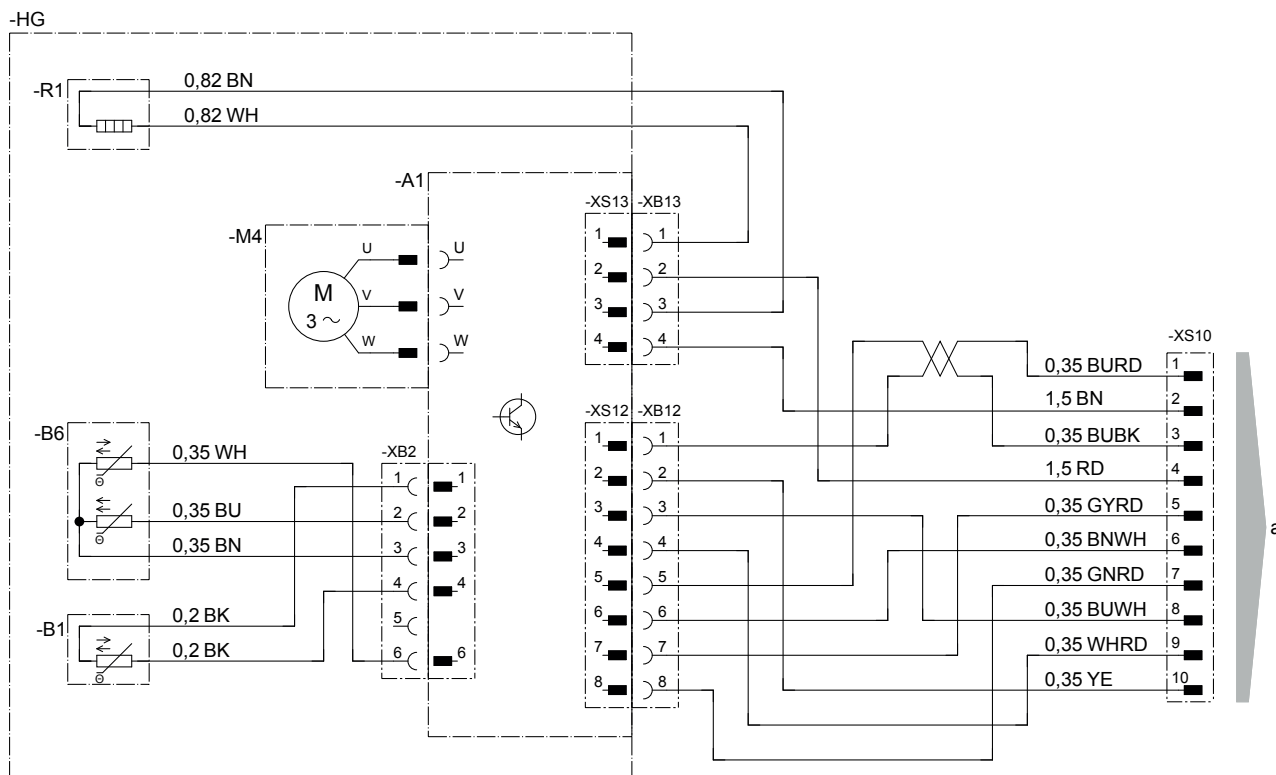 -HG
-R1
0,82 BN
0,82 WH
-A1
-XS13 -XB13
1 1
2 2
3 3
4 4
-M4
M
3 ~
U U
V V
W W
-B6
Θ
Θ
0,35 WH
0,35 BU
0,35 BN
-B1
Θ
0,2 BK
0,2 BK
-XB2
1 1
2 2
3 3
4 4
5
6 6
-XS12 -XB12
1 1
2 2
3 3
4 4
5 5
6 6
7 7
8 8
-XS10
0,35 BURD 1
1,5 BN 2
0,35 BUBK 3
1,5 RD 4
0,35 GYRD 5
0,35 BNWH 6
0,35 GNRD 7
0,35 BUWH 8
0,35 WHRD 9
0,35 YE 10
a